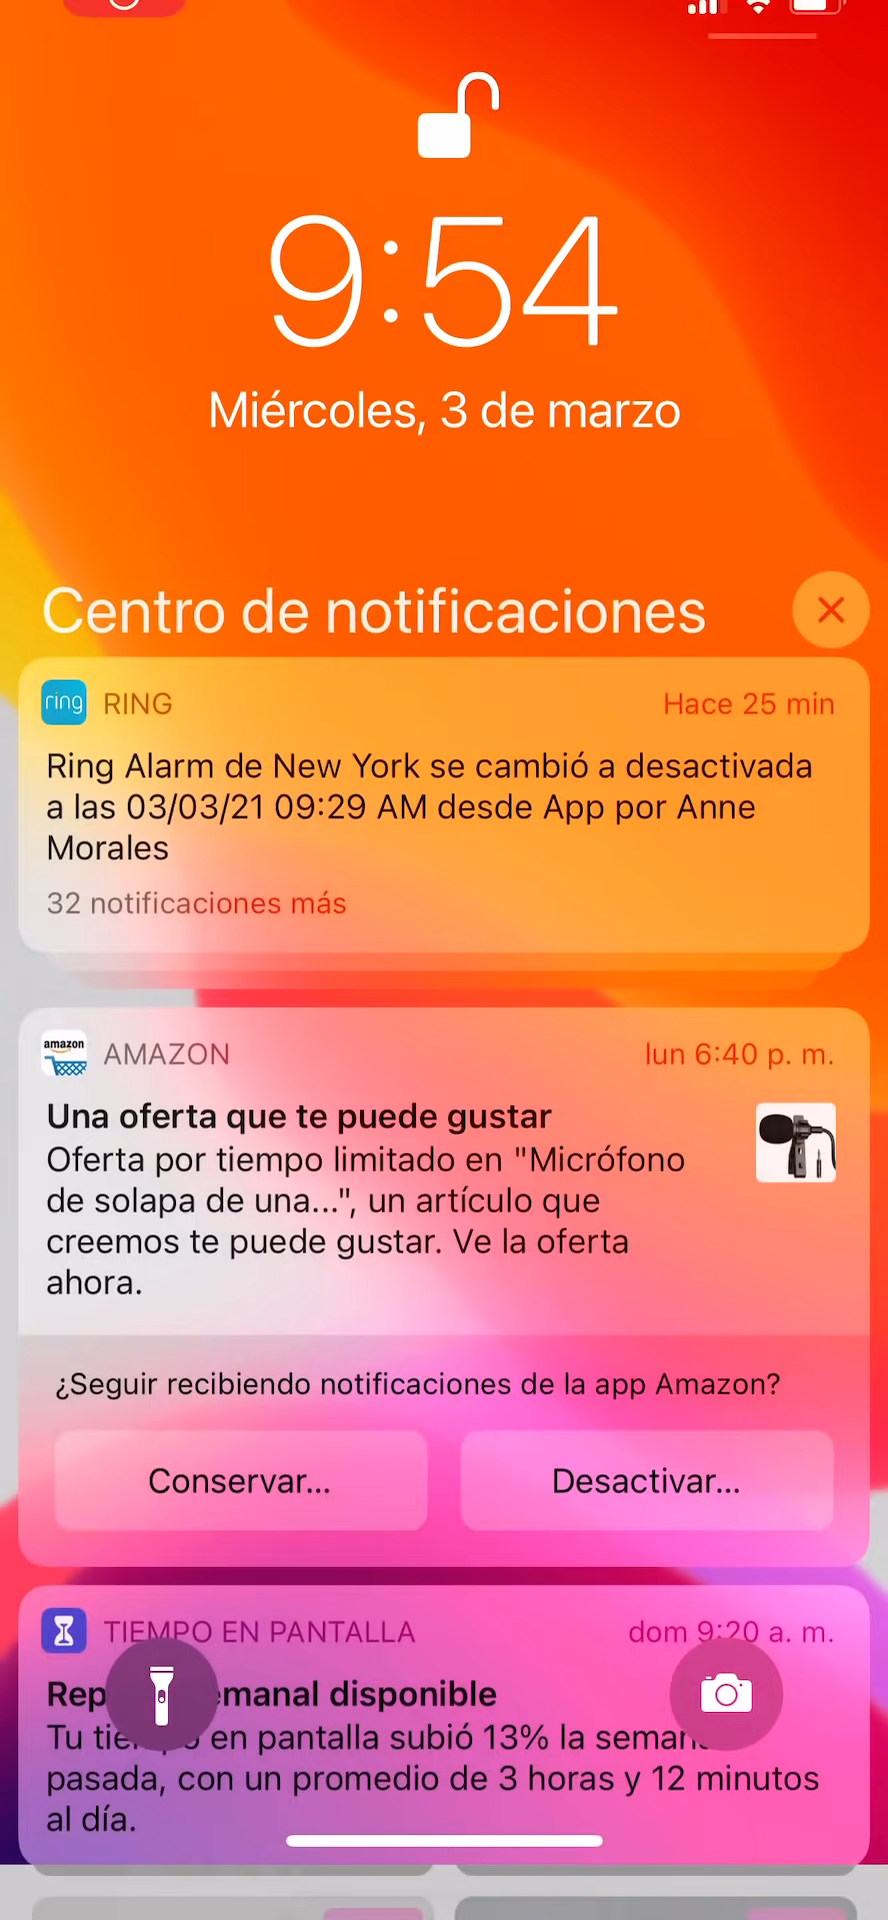 9:54
Miércoles, 3 de marzo
Centro de notificaciones
ring RING Hace 25 min
Ring Alarm de New York se cambió a desactivada
a las 03/03/21 09:29 AM desde App por Anne
Morales
32 notificaciones más
amazon AMAZON lun 6:40 p. m.
Una oferta que te puede gustar
Oferta por tiempo limitado en "Micrófono
de solapa de una...", un artículo que
creemos te puede gustar. Ve la oferta
ahora.
¿Seguir recibiendo notificaciones de la app Amazon?
Conservar... Desactivar...
TIEMPO EN PANTALLA dom 9:20 a. m.
disponible
Tu en pantalla subió 13% la
pasada, con un promedio de 3 horas y 12 minutos
al día.